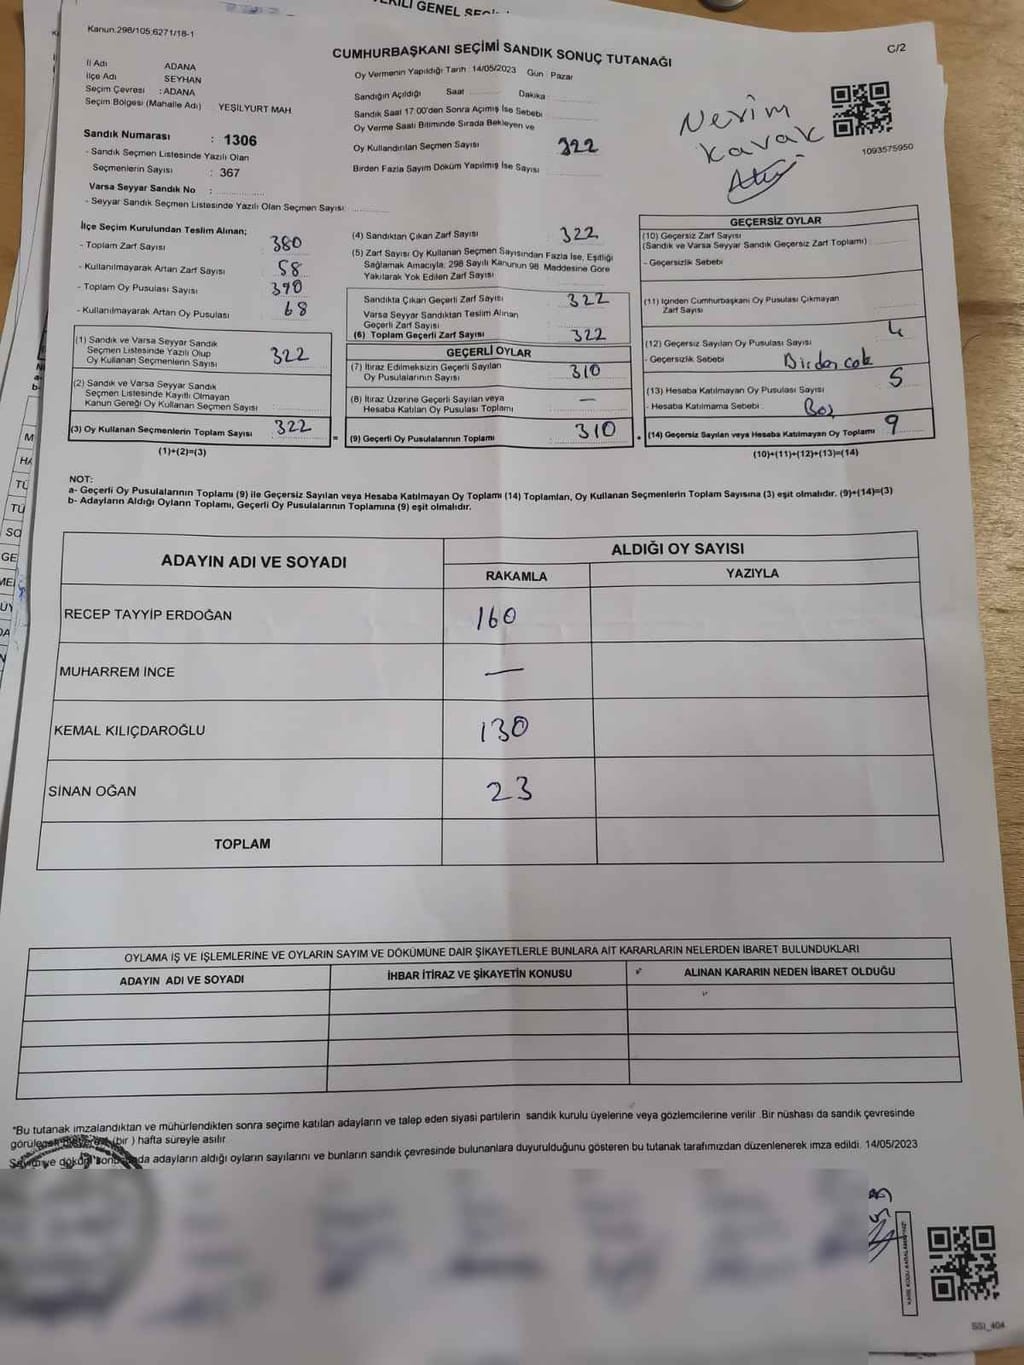 Kanun.298/105;6271/18-1
CUMHURBAŞKANI SEÇİMİ SANDIK SONUÇ TUTANAĞI
C/2
İl Adı ADANA
İlçe Adı SEYHAN
Seçim Çevresi : ADANA
Seçim Bölgesi (Mahalle Adı) YEŞİLYURT MAH
Sandık Numarası : 1306
- Sandık Seçmen Listesinde Yazılı Olan
Seçmenlerin Sayısı : 367
Varsa Seyyar Sandık No :
- Seyyar Sandık Seçmen Listesinde Yazılı Olan Seçmen Sayısı:
Oy Vermenin Yapıldığı Tarih : 14/05/2023 Gün : Pazar
Sandığın Açıldığı Saat Dakika
Sandık Saat 17:00'den Sonra Açımış İse Sebebi
Oy Verme Saati Bitiminde Sırada Bekleyen ve
Oy Kullandırılan Seçmen Sayısı 322
Birden Fazla Sayım Döküm Yapılmış İse Sayısı
Nevim
Kavak
1093575950
İlçe Seçim Kurulundan Teslim Alınan;
- Toplam Zarf Sayısı 380
- Kullanılmayarak Artan Zarf Sayısı 58
- Toplam Oy Pusulası Sayısı 390
- Kullanılmayarak Artan Oy Pusulası 68
(1) Sandık ve Varsa Seyyar Sandık
Seçmen Listesinde Yazılı Olup
Oy Kullanan Seçmenlerin Sayısı 322
(2) Sandık ve Varsa Seyyar Sandık
Seçmen Listesinde Kayıtlı Olmayan
Kanun Gereği Oy Kullanan Seçmen Sayısı
(3) Oy Kullanan Seçmenlerin Toplam Sayısı 322
(1)+(2)=(3)
(4) Sandıktan Çıkan Zarf Sayısı 322
(5) Zarf Sayısı Oy Kullanan Seçmen Sayısından Fazla İse, Eşitliği
Sağlamak Amacıyla; 298 Sayılı Kanunun 98. Maddesine Göre
Yakılarak Yok Edilen Zarf Sayısı
Sandıkta Çıkan Geçerli Zarf Sayısı 322
Varsa Seyyar Sandıktan Teslim Alınan
Geçerli Zarf Sayısı
(6) Toplam Geçerli Zarf Sayısı 322
GEÇERLİ OYLAR
(7) İtiraz Edilmeksizin Geçerli Sayılan
Oy Pusulalarının Sayısı 310
(8) İtiraz Üzerine Geçerli Sayılan veya
Hesaba Katılan Oy Pusulası Toplamı —
(9) Geçerli Oy Pusulalarının Toplamı 310
GEÇERSİZ OYLAR
(10) Geçersiz Zarf Sayısı
(Sandık ve Varsa Seyyar Sandık Geçersiz Zarf Toplamı)
- Geçersizlik Sebebi
(11) İçinden Cumhurbaşkanı Oy Pusulası Çıkmayan
Zarf Sayısı
(12) Geçersiz Sayılan Oy Pusulası Sayısı 4
- Geçersizlik Sebebi Birden çok
(13) Hesaba Katılmayan Oy Pusulası Sayısı 5
- Hesaba Katılmama Sebebi : Boş
(14) Geçersiz Sayılan veya Hesaba Katılmayan Oy Toplamı 9
(10)+(11)+(12)+(13)=(14)
NOT:
a- Geçerli Oy Pusulalarının Toplamı (9) ile Geçersiz Sayılan veya Hesaba Katılmayan Oy Toplamı (14) Toplamları, Oy Kullanan Seçmenlerin Toplam Sayısına (3) eşit olmalıdır. (9)+(14)=(3)
b- Adayların Aldığı Oyların Toplamı, Geçerli Oy Pusulalarının Toplamına (9) eşit olmalıdır.
ADAYIN ADI VE SOYADI ALDIĞI OY SAYISI
RAKAMLA YAZIYLA
RECEP TAYYİP ERDOĞAN 160
MUHARREM İNCE —
KEMAL KILIÇDAROĞLU 130
SİNAN OĞAN 23
TOPLAM
OYLAMA İŞ VE İŞLEMLERİNE VE OYLARIN SAYIM VE DÖKÜMÜNE DAİR ŞİKAYETLERLE BUNLARA AİT KARARLARIN NELERDEN İBARET BULUNDUKLARI
ADAYIN ADI VE SOYADI İHBAR İTİRAZ VE ŞİKAYETİN KONUSU ALINAN KARARIN NEDEN İBARET OLDUĞU
*Bu tutanak imzalandıktan ve mühürlendikten sonra seçime katılan adayların ve talep eden siyasi partilerin sandık kurulu üyelerine veya gözlemcilerine verilir .Bir nüshası da sandık çevresinde
(bir ) hafta süreyle asılır
adayların aldığı oyların sayılarını ve bunların sandık çevresinde bulunanlara duyurulduğunu gösteren bu tutanak tarafımızdan düzenlenerek imza edildi. 14/05/2023
SSI_404